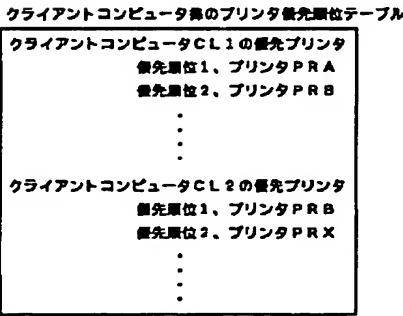 クライアントコンピュータ毎のプリンタ優先順位テーブル
クライアントコンピュータCL1の優先プリンタ
優先順位1、プリンタPRA
優先順位2、プリンタPRB
・
・
・
・
クライアントコンピュータCL2の優先プリンタ
優先順位1、プリンタPRB
優先順位2、プリンタPRX
・
・
・
・